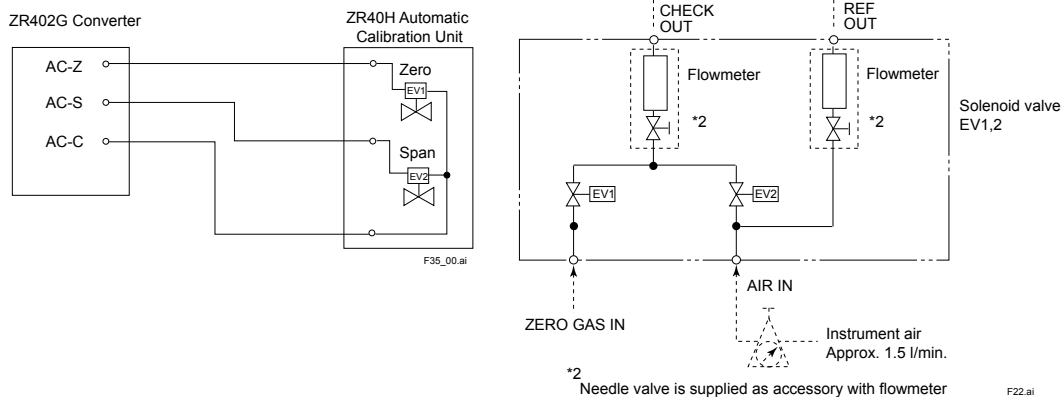 ZR402G Converter
AC-Z
AC-S
AC-C
ZR40H Automatic
Calibration Unit
Zero
EV1
Span
EV2
F35_00.ai
CHECK
OUT
REF
OUT
Flowmeter
*2
Flowmeter
*2
Solenoid valve
EV1,2
EV1
EV2
AIR IN
ZERO GAS IN
Instrument air
Approx. 1.5 l/min.
*2
Needle valve is supplied as accessory with flowmeter
F22.ai